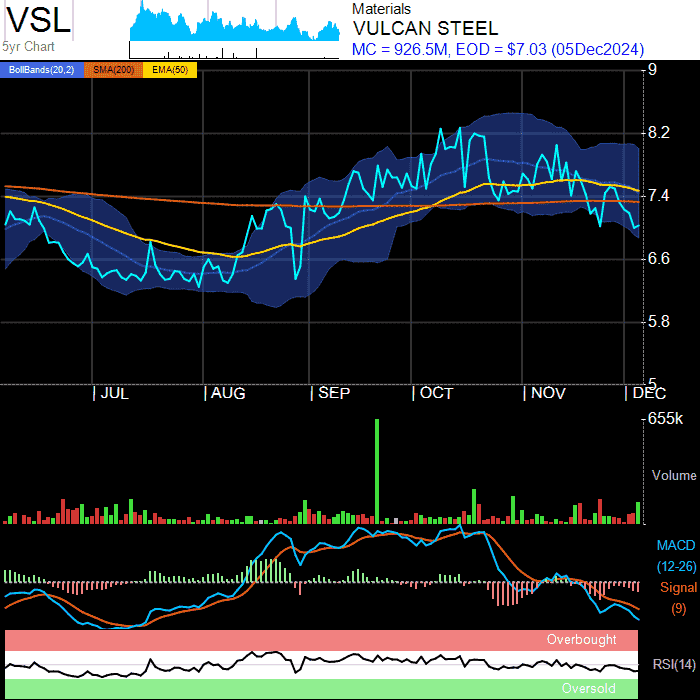 VSL
5yr Chart
Materials
VULCAN STEEL
MC = 926.5M, EOD = $7.03 (05Dec2024)
BollBands(20,2) SMA(200) EMA(50)
9
8.2
7.4
6.6
5.8
5
JUL AUG SEP OCT NOV DEC
655k
Volume
MACD
(12-26)
Signal
(9)
Overbought
RSI(14)
Oversold